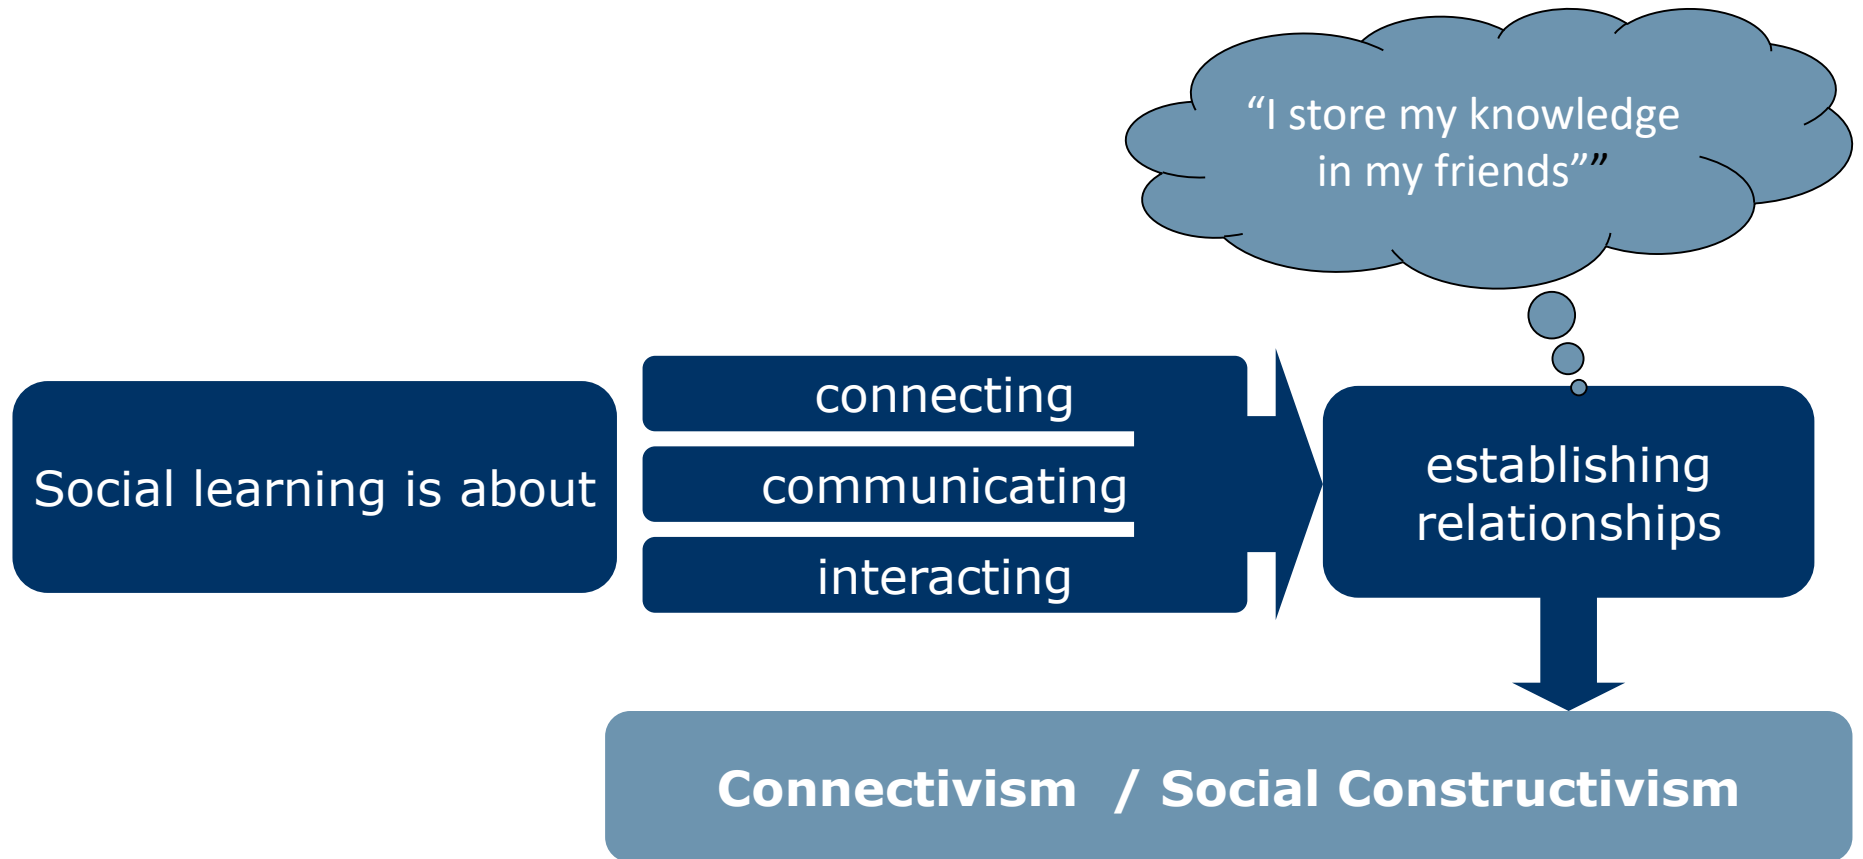 “I store my knowledge
in my friends””
Social learning is about
connecting
communicating
interacting
establishing
relationships
Connectivism / Social Constructivism